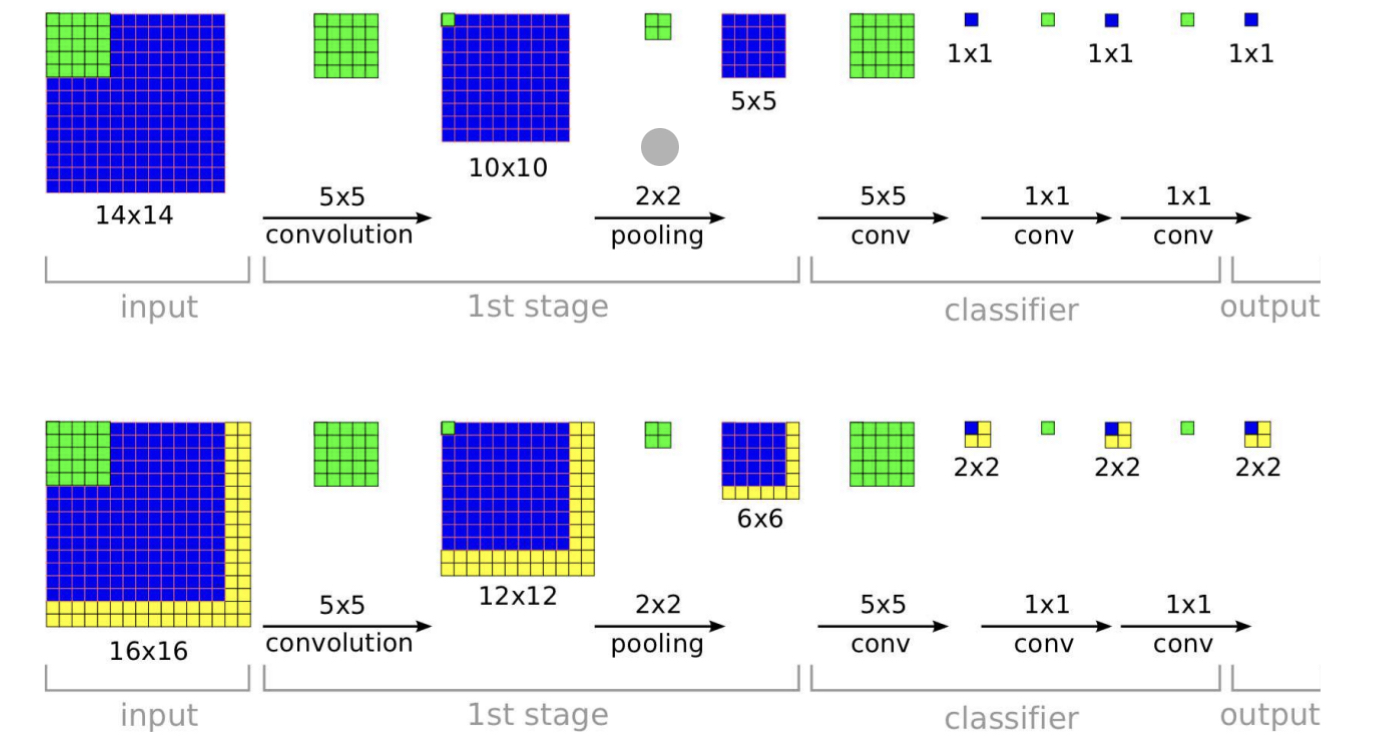 1x1 1x1 1x1
5x5
10x10
14x14
5x5 2x2 5x5 1x1 1x1
convolution pooling conv conv conv
input 1st stage classifier output
2x2 2x2 2x2
6x6
12x12
16x16
5x5 2x2 5x5 1x1 1x1
convolution pooling conv conv conv
input 1st stage classifier output